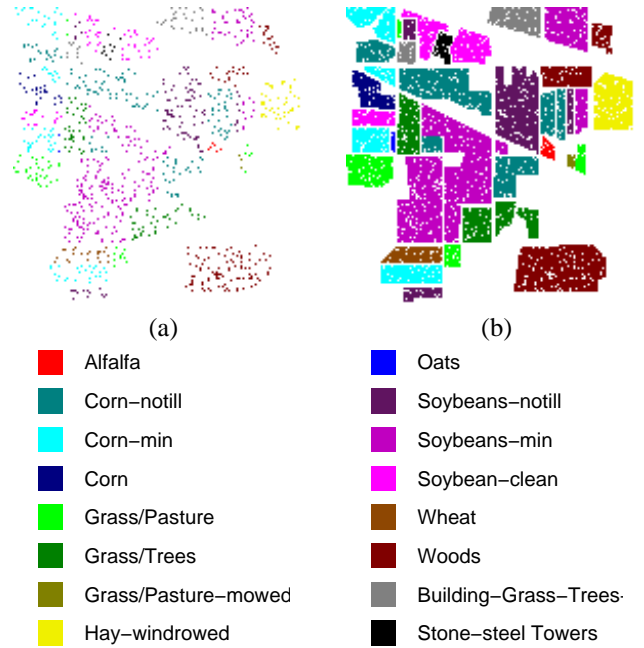 (a) (b)
Alfalfa Oats
Corn−notill Soybeans−notill
Corn−min Soybeans−min
Corn Soybean−clean
Grass/Pasture Wheat
Grass/Trees Woods
Grass/Pasture−mowed Building−Grass−Trees-
Hay−windrowed Stone−steel Towers